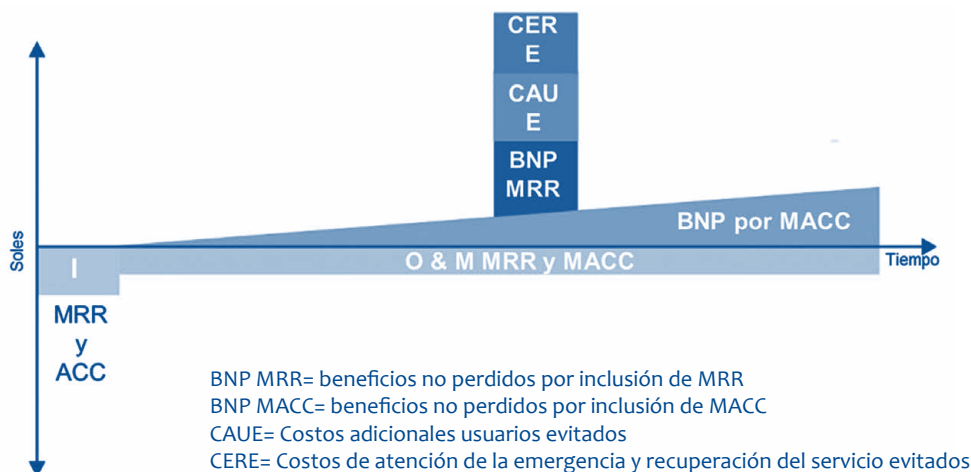 CER
E
CAU
E
BNP
MRR
BNP por MACC
Soles
I
O & M MRR y MACC
Tiempo
MRR
y
ACC
BNP MRR= beneficios no perdidos por inclusión de MRR
BNP MACC= beneficios no perdidos por inclusión de MACC
CAUE= Costos adicionales usuarios evitados
CERE= Costos de atención de la emergencia y recuperación del servicio evitados